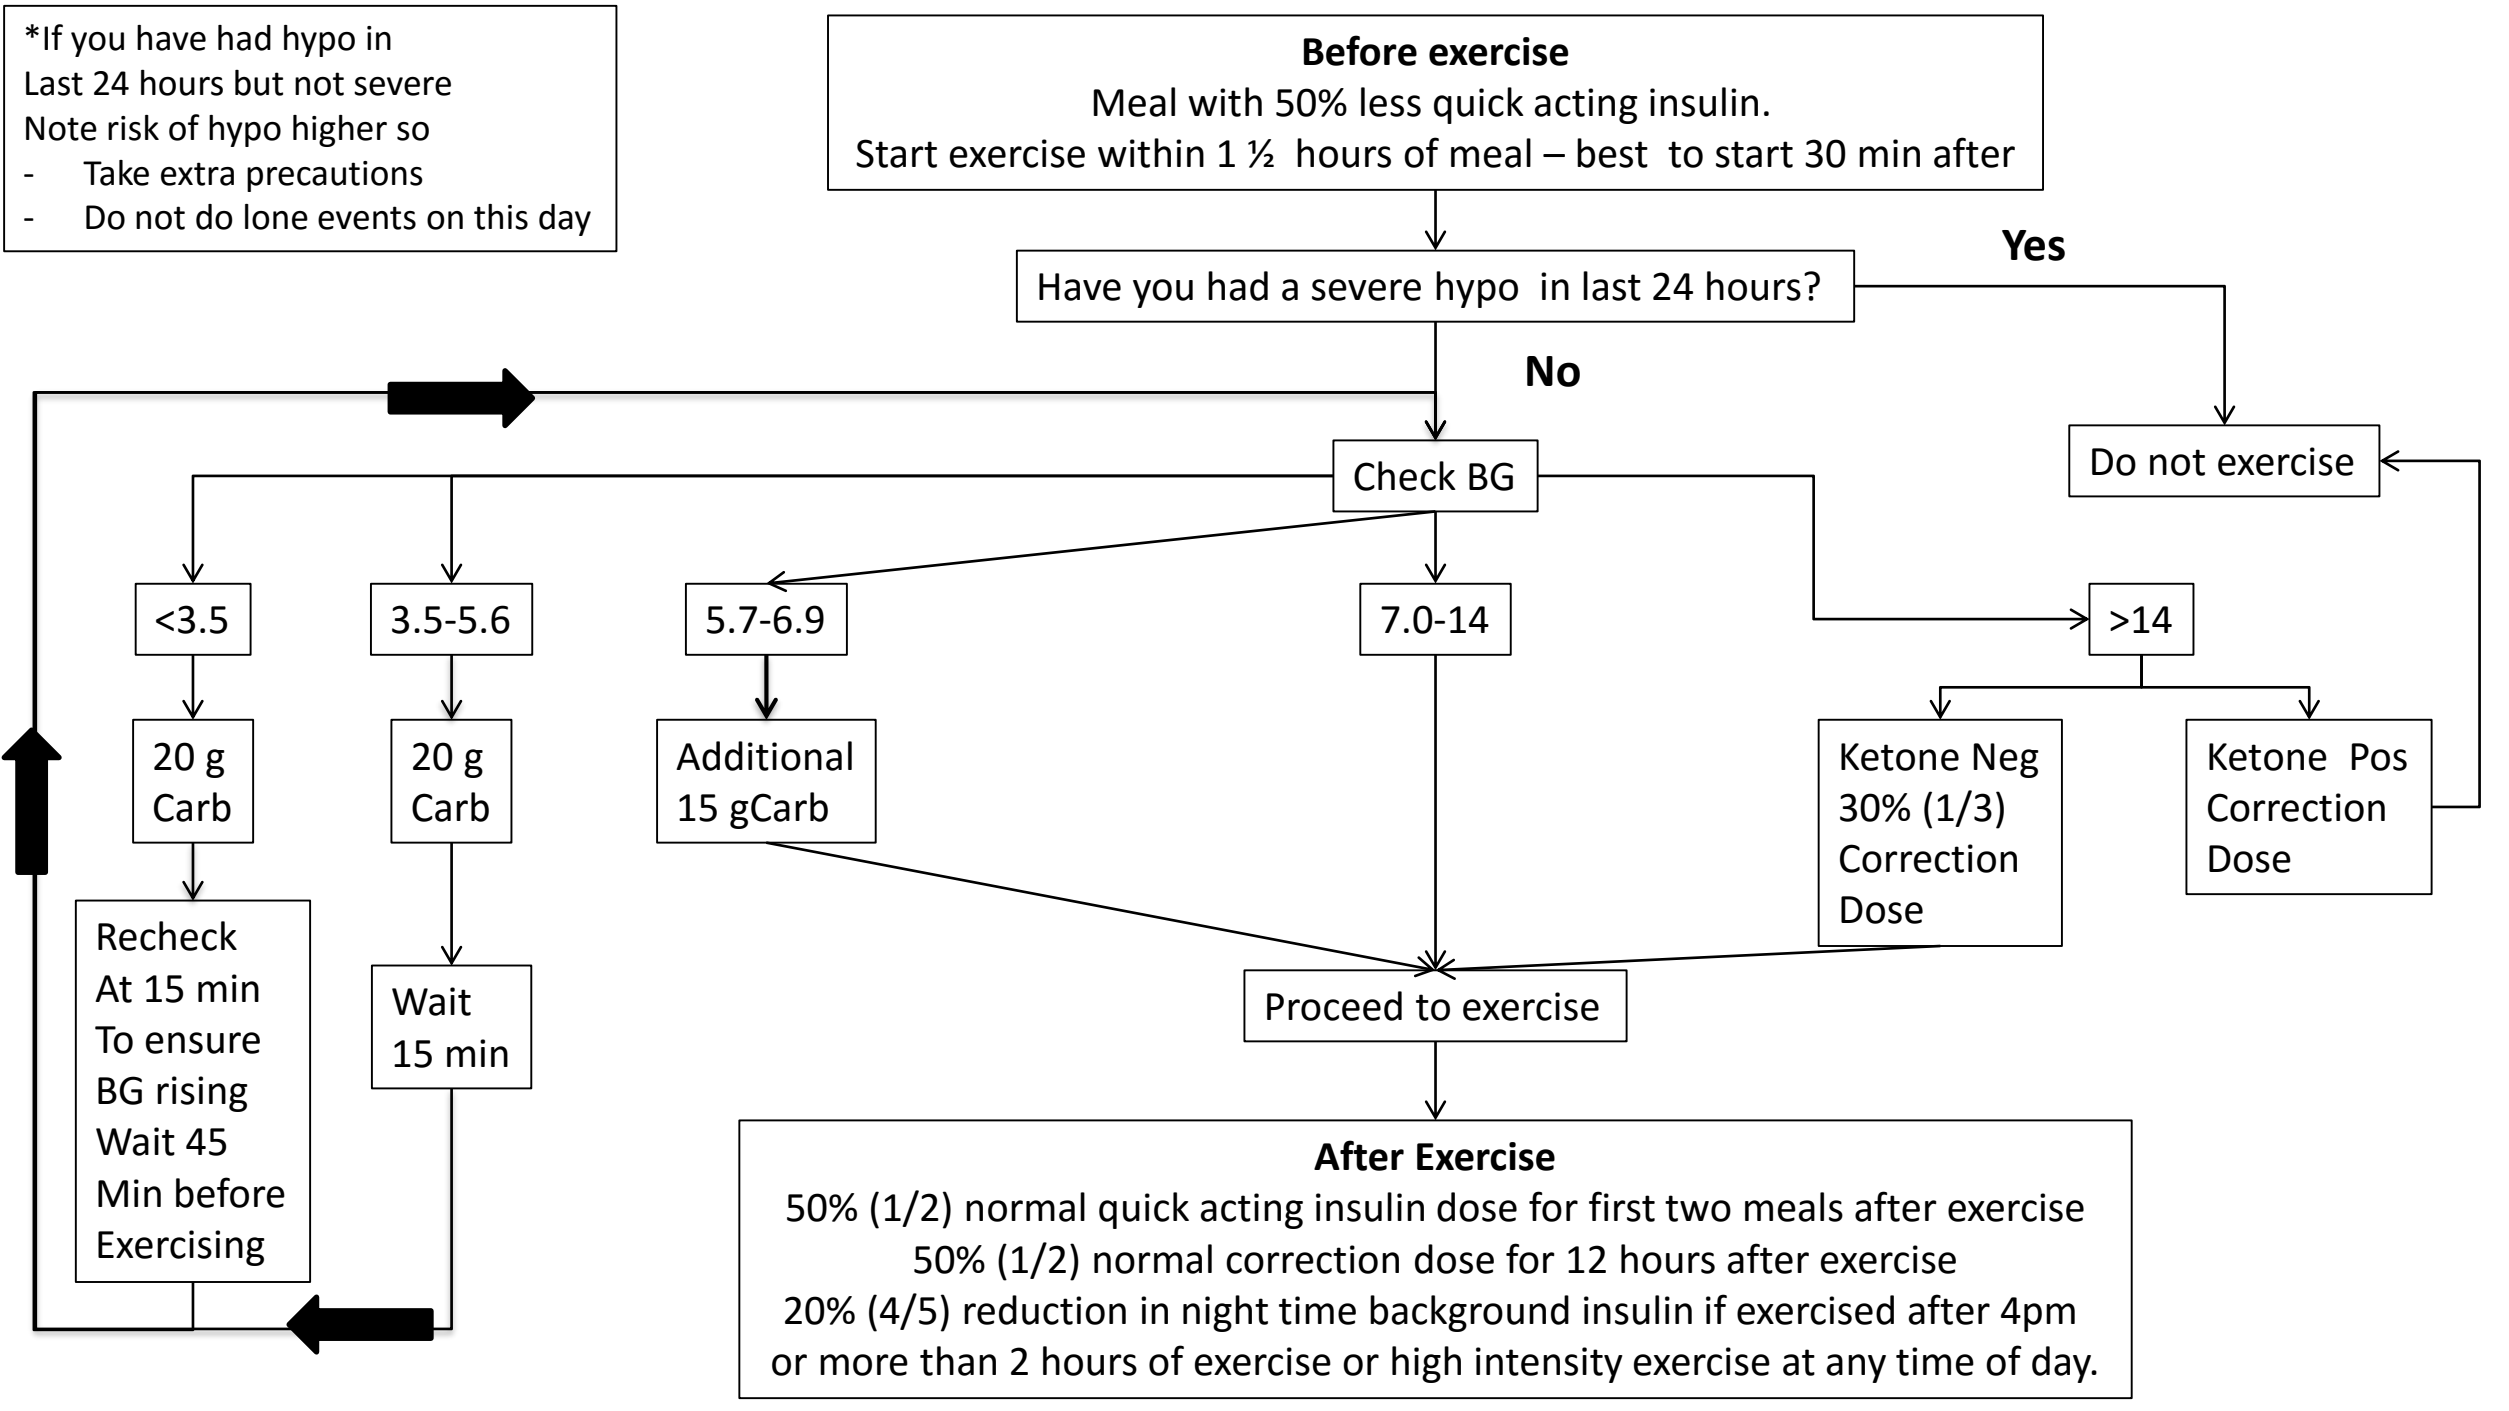 *If you have had hypo in
Last 24 hours but not severe
Note risk of hypo higher so
- Take extra precautions
- Do not do lone events on this day
Before exercise
Meal with 50% less quick acting insulin.
Start exercise within 1 ½ hours of meal – best to start 30 min after
Yes
Have you had a severe hypo in last 24 hours?
No
Do not exercise
Check BG
<3.5
3.5-5.6
5.7-6.9
7.0-14
>14
20 g
Carb
20 g
Carb
Additional
15 gCarb
Ketone Neg
30% (1/3)
Correction
Dose
Ketone Pos
Correction
Dose
Recheck
At 15 min
To ensure
BG rising
Wait 45
Min before
Exercising
Wait
15 min
Proceed to exercise
After Exercise
50% (1/2) normal quick acting insulin dose for first two meals after exercise
50% (1/2) normal correction dose for 12 hours after exercise
20% (4/5) reduction in night time background insulin if exercised after 4pm
or more than 2 hours of exercise or high intensity exercise at any time of day.